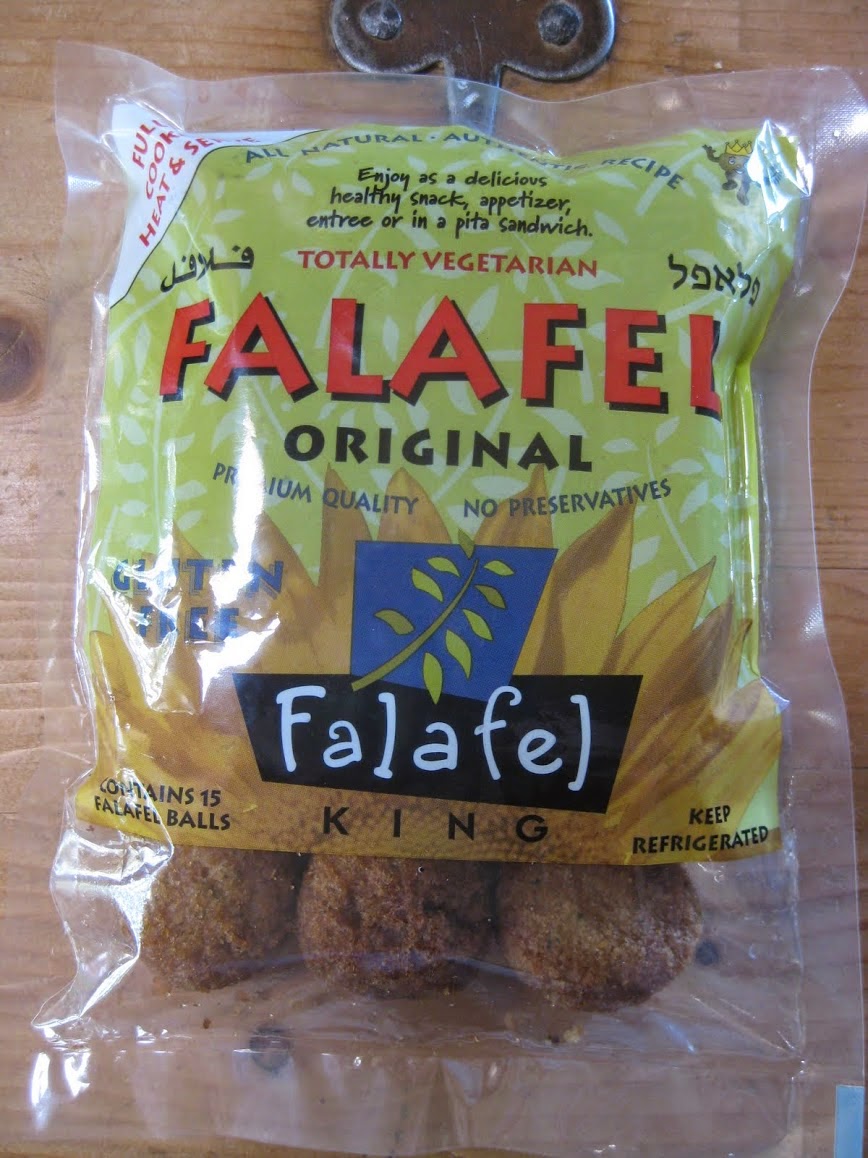 FULLY
COOKED
HEAT & SERVE
ALL NATURAL · AUTHENTIC RECIPE
Enjoy as a delicious
healthy snack, appetizer,
entree or in a pita sandwich.
فلافل
TOTALLY VEGETARIAN
פלאפל
FALAFEL
ORIGINAL
PREMIUM QUALITY NO PRESERVATIVES
GLUTEN
FREE
Falafel
KING
CONTAINS 15
FALAFEL BALLS
KEEP
REFRIGERATED